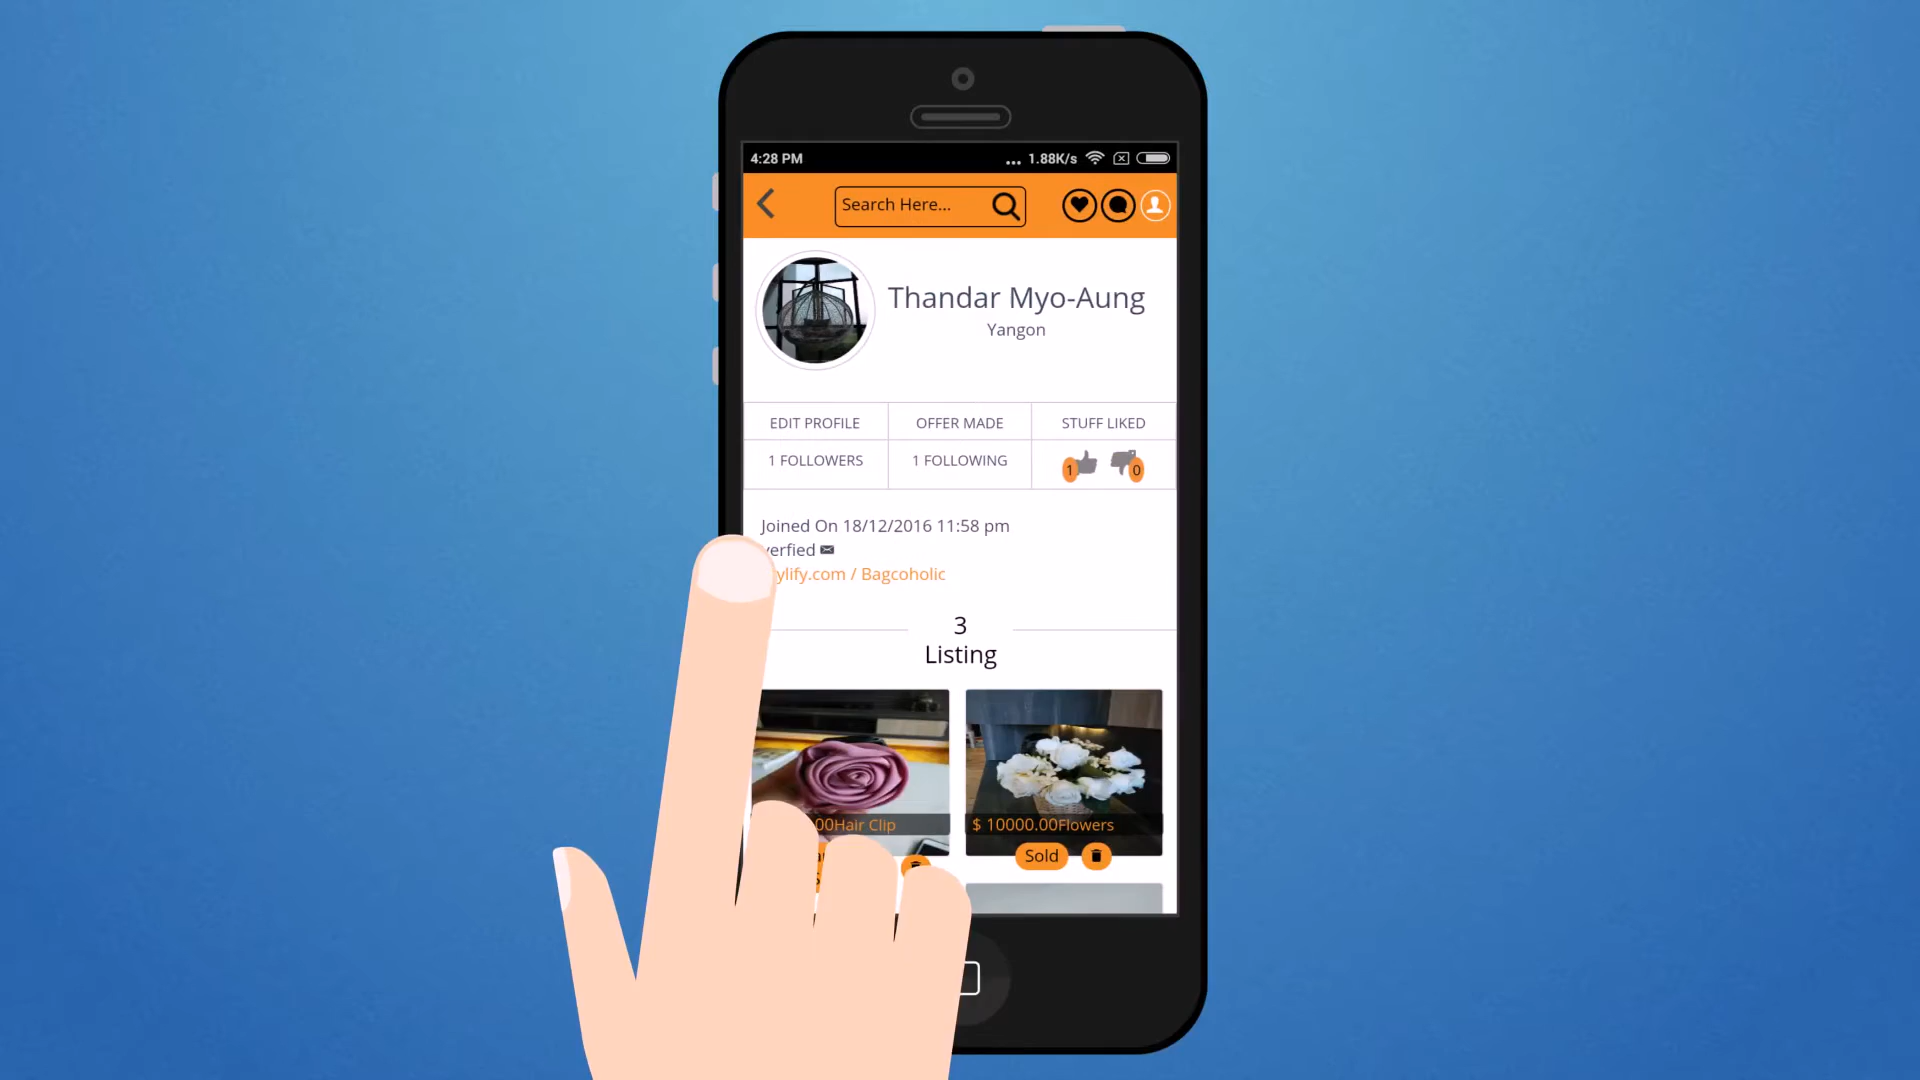 4:28 PM ... 1.88K/s
Search Here...
Thandar Myo-Aung
Yangon
EDIT PROFILE OFFER MADE STUFF LIKED
1 FOLLOWERS 1 FOLLOWING 1 0
Joined On 18/12/2016 11:58 pm
verfied
ylify.com / Bagcoholic
3
Listing
00Hair Clip $ 10000.00Flowers
Sold